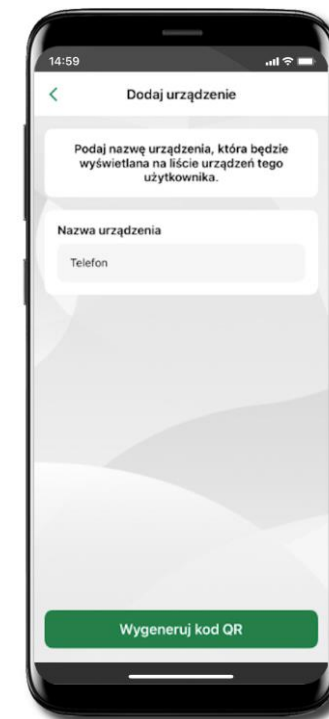 14:59
Dodaj urządzenie
Podaj nazwę urządzenia, która będzie
wyświetlana na liście urządzeń tego
użytkownika.
Nazwa urządzenia
Telefon
Wygeneruj kod QR